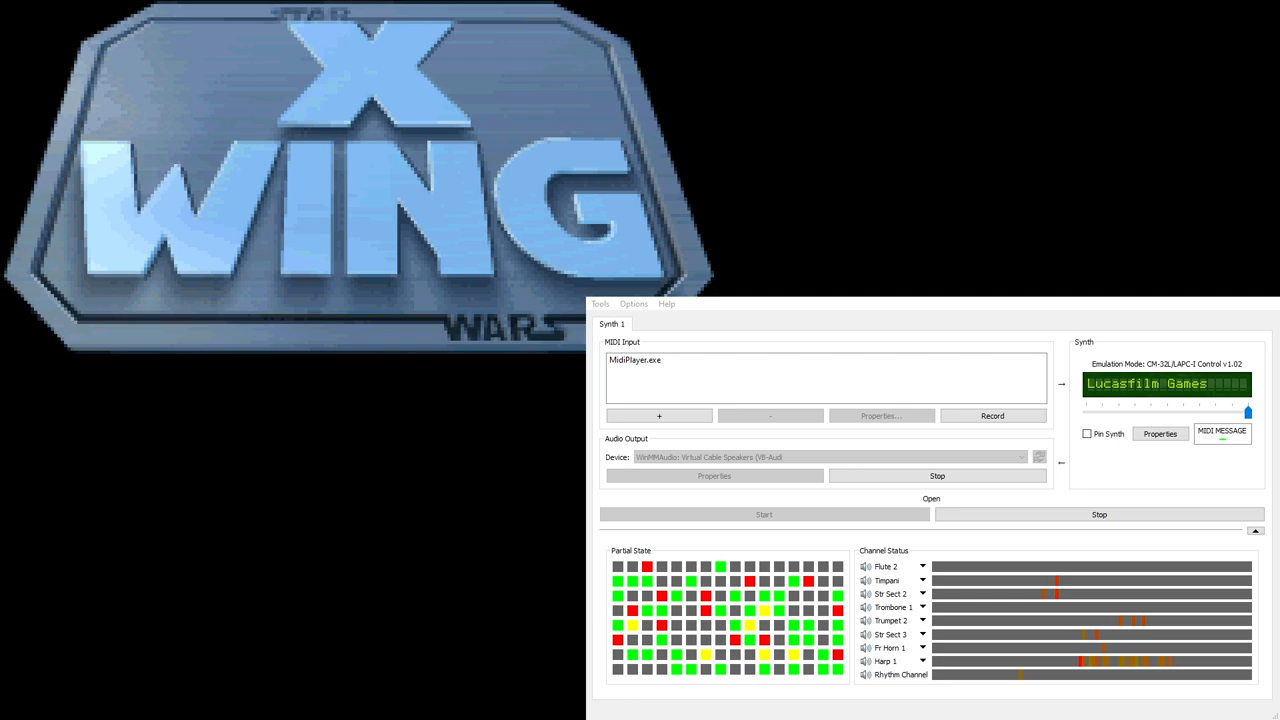 STAR
X
WING
WARS
Tools Options Help
Synth 1
MIDI Input
MidiPlayer.exe
+ - Properties... Record
Audio Output
Device: WinMMAudio: Virtual Cable Speakers (VB-Audi
Properties Stop
Synth
Emulation Mode: CM-32L/LAPC-I Control v1.02
Lucasfilm Games
Pin Synth Properties MIDI MESSAGE
Open
Start Stop
Partial State
Channel Status
Flute 2
Timpani
Str Sect 2
Trombone 1
Trumpet 2
Str Sect 3
Fr Horn 1
Harp 1
Rhythm Channel